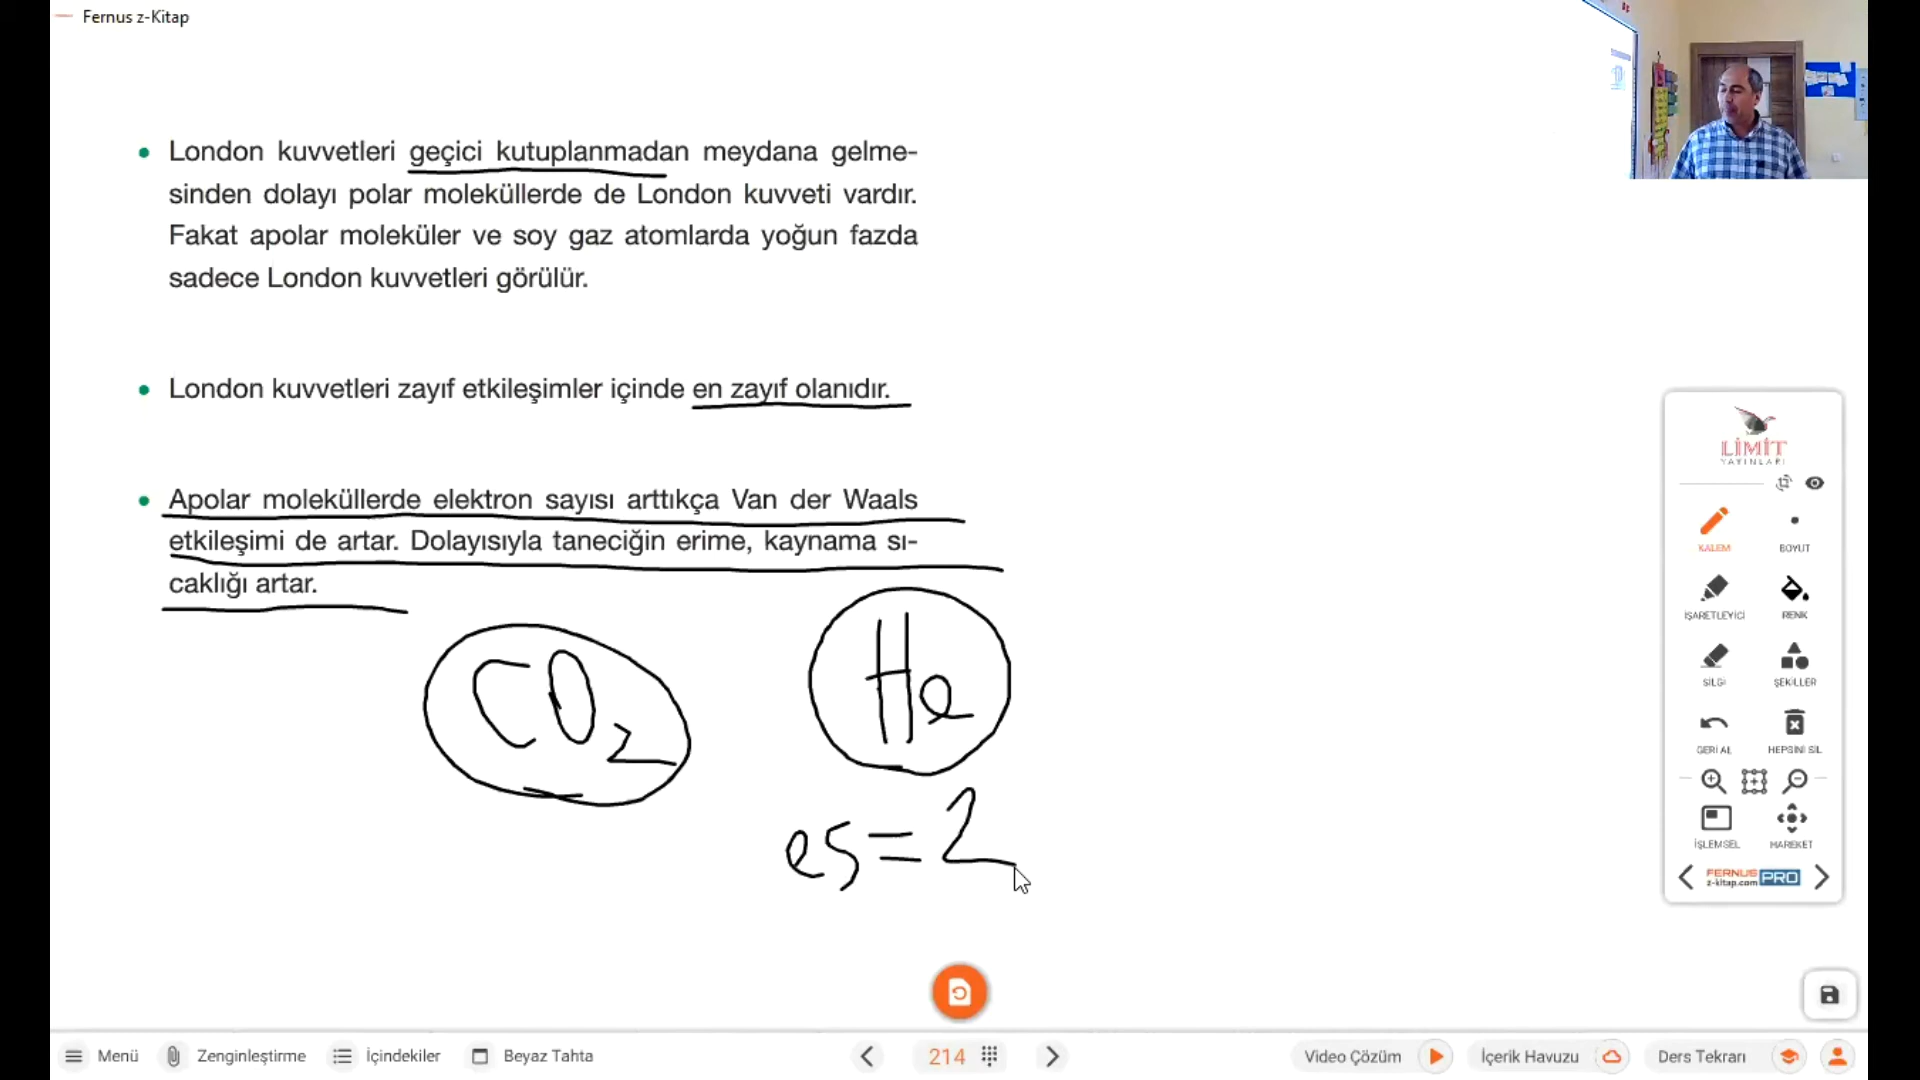 Fernus z-Kitap
London kuvvetleri geçici kutuplanmadan meydana gelme-
sinden dolayı polar moleküllerde de London kuvveti vardır.
Fakat apolar moleküler ve soy gaz atomlarda yoğun fazda
sadece London kuvvetleri görülür.
London kuvvetleri zayıf etkileşimler içinde en zayıf olanıdır.
Apolar moleküllerde elektron sayısı arttıkça Van der Waals
etkileşimi de artar. Dolayısıyla taneciğin erime, kaynama sı-
caklığı artar.
CO2
He
es=2
LİMİT
YAYINLARI
KALEM
BOYUT
İŞARETLEYİCİ
RENK
SİLGİ
ŞEKİLLER
GERİ AL
HEPSİNİ SİL
İŞLEMSEL
HAREKET
FERNUS
z-kitap.com PRO
Menü
Zenginleştirme
İçindekiler
Beyaz Tahta
214
Video Çözüm
İçerik Havuzu
Ders Tekrarı